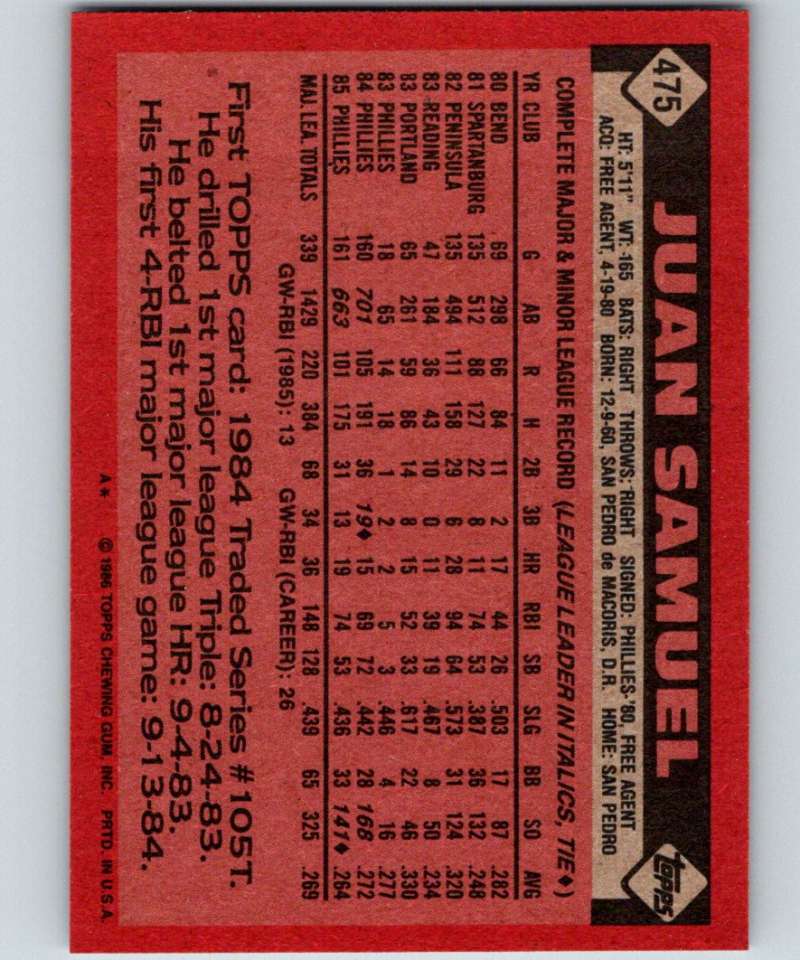 475
JUAN SAMUEL
topps
HT: 5'11" WT: 165 BATS: RIGHT THROWS: RIGHT SIGNED: PHILLIES-'80, FREE AGENT
ACQ: FREE AGENT, 4-19-80 BORN: 12-9-60, SAN PEDRO de MACORIS, D.R. HOME: SAN PEDRO
COMPLETE MAJOR & MINOR LEAGUE RECORD (LEAGUE LEADER IN ITALICS, TIE♦)
YR CLUB G AB R H 2B 3B HR RBI SB SLG BB SO AVG
80 BEND 69 298 66 84 11 2 17 44 26 .503 17 87 .282
81 SPARTANBURG 135 512 88 127 22 8 11 74 53 .387 36 132 .248
82 PENINSULA 135 494 111 158 29 6 28 94 64 .573 31 124 .320
83 READING 47 184 36 43 10 0 11 39 19 .467 8 50 .234
83 PORTLAND 65 261 59 86 14 8 15 52 33 .617 22 46 .330
83 PHILLIES 18 65 14 18 1 2 2 5 3 .446 4 16 .277
84 PHILLIES 160 701 105 191 36 19♦ 15 69 72 .442 28 168 .272
85 PHILLIES 161 663 101 175 31 13 19 74 53 .436 33 141♦ .264
MAJ. LEA. TOTALS 339 1429 220 384 68 34 36 148 128 .439 65 325 .269
GW-RBI (1985): 13 GW-RBI (CAREER): 26
First TOPPS card: 1984 Traded Series #105T.
He drilled 1st major league Triple: 8-24-83.
He belted 1st major league HR: 9-4-83.
His first 4-RBI major league game: 9-13-84.
A* © 1986 TOPPS CHEWING GUM, INC. PRTD. IN U.S.A.